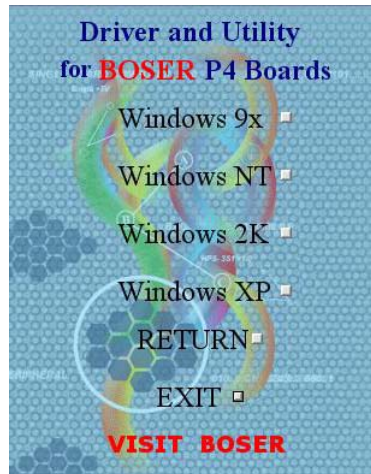 Driver and Utility
for BOSER P4 Boards
Windows 9x
Windows NT
A
Windows 2K
B
Windows XP
RETURN
EXIT
VISIT BOSER